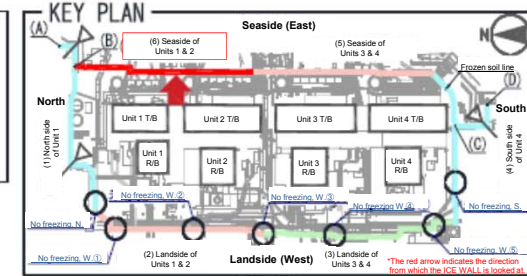 KEY PLAN
Seaside (East)
N
(A)
(B)
(6) Seaside of
Units 1 & 2
(5) Seaside of
Units 3 & 4
Frozen soil line
(D)
North
South
(1) North side
of Unit 1
Unit 1 T/B
Unit 2 T/B
Unit 3 T/B
Unit 4 T/B
(C)
(4) South side
of Unit 4
Unit 1
R/B
Unit 2
R/B
Unit 3
R/B
Unit 4
R/B
No freezing, W.②
No freezing, W.③
No freezing, W.④
No freezing, S.
No freezing, N.
No freezing, W.①
No freezing, W.⑤
(2) Landside of
Units 1 & 2
Landside (West)
(3) Landside of
Units 3 & 4
*The red arrow indicates the direction
from which the ICE WALL is looked at